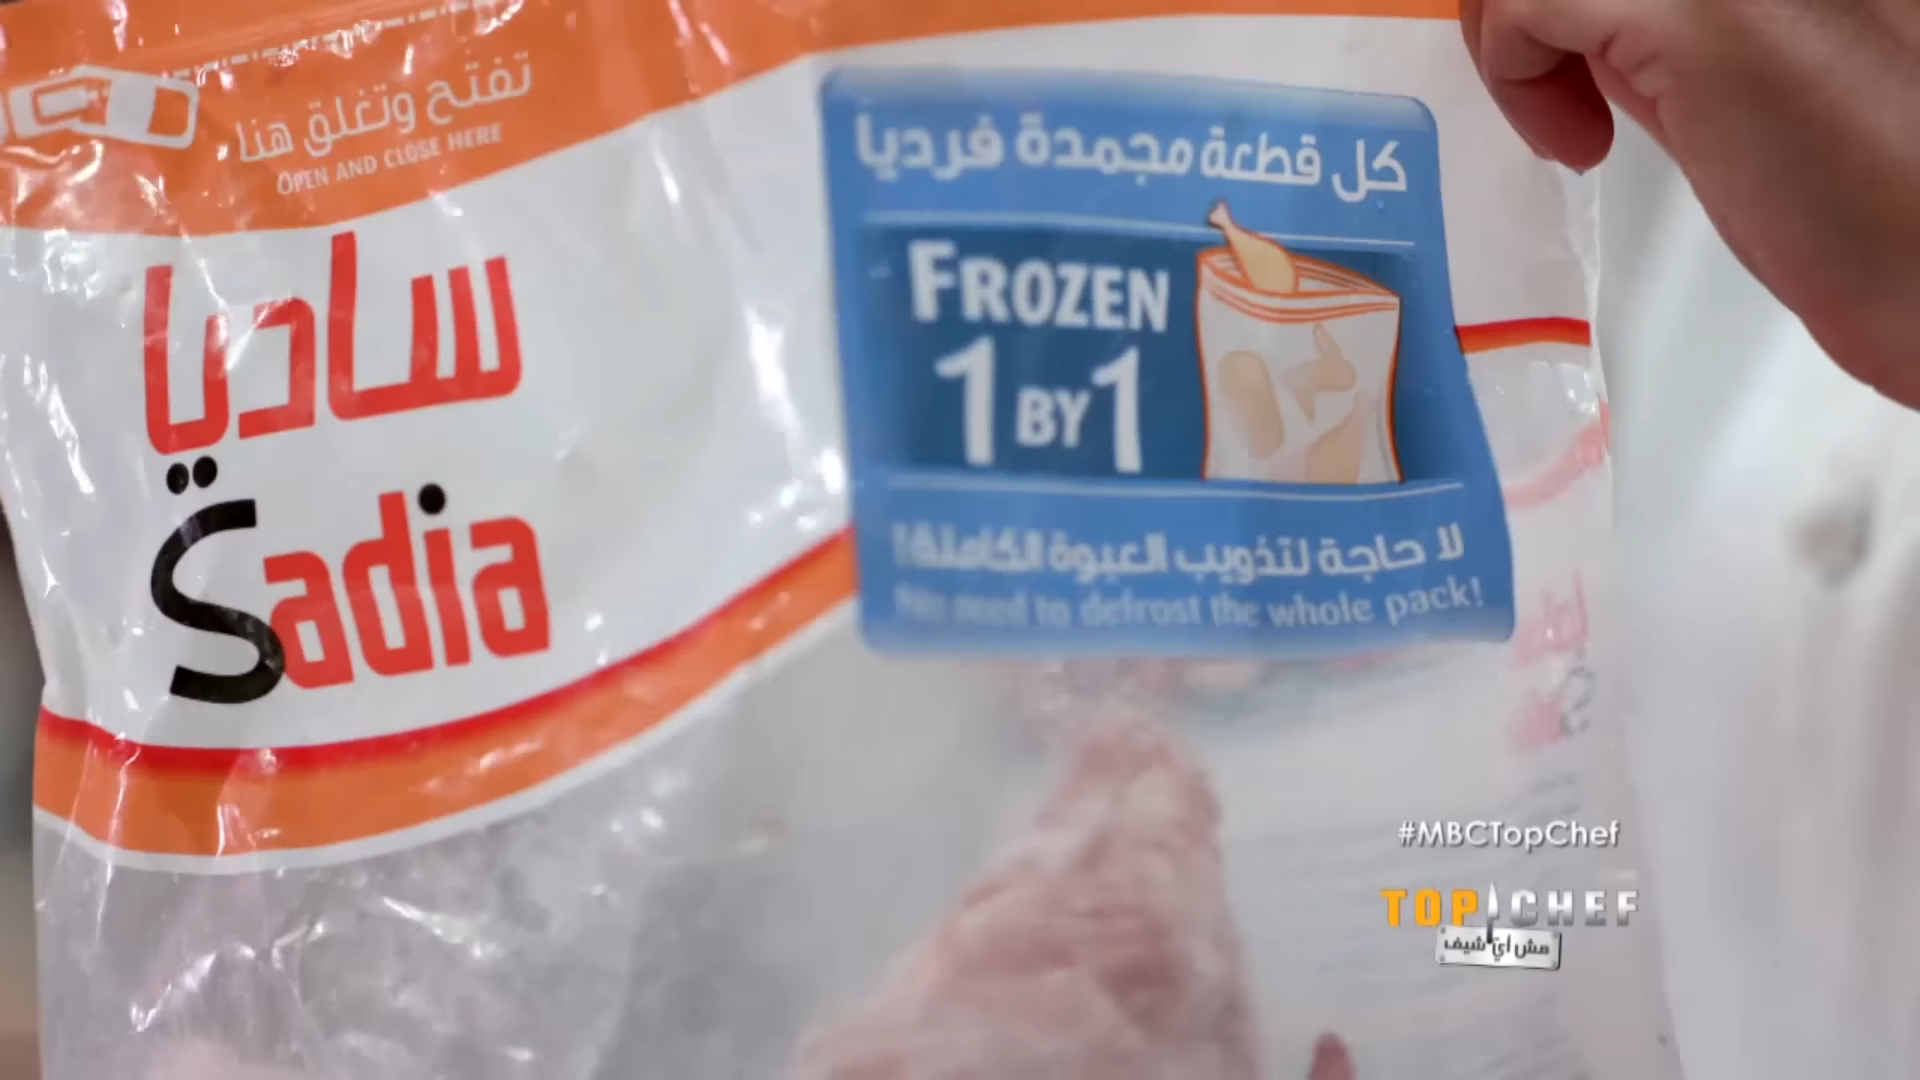 تفتح وتغلق هنا
OPEN AND CLOSE HERE
ساديا
Sadia
كل قطعة مجمدة فرديا
FROZEN
1 BY 1
لا حاجة لتذويب العبوة الكاملة!
No need to defrost the whole pack!
#MBCTopChef
TOP CHEF
مش أي شيف